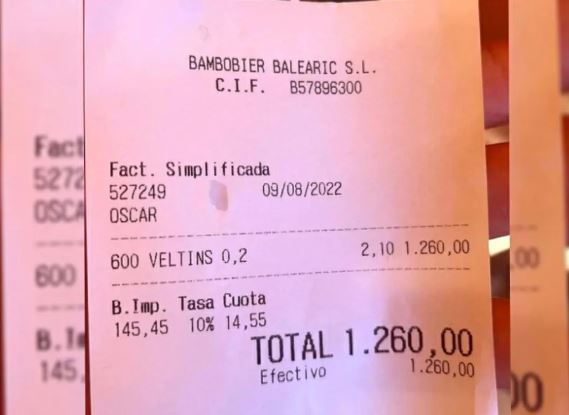 BAMBOBIER BALEARIC S.L.
C.I.F. B57896300
Fact. Simplificada
527249 09/08/2022
OSCAR
600 VELTINS 0,2 2,10 1.260,00
B.Imp. Tasa Cuota
145,45 10% 14,55
TOTAL 1.260,00
Efectivo 1.260,00